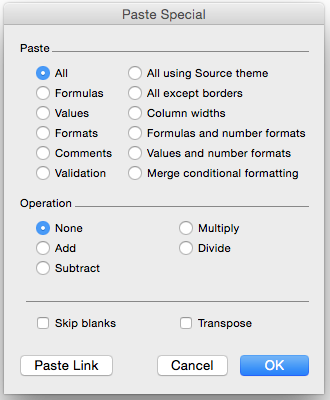 Paste Special
Paste
All
All using Source theme
Formulas
All except borders
Values
Column widths
Formats
Formulas and number formats
Comments
Values and number formats
Validation
Merge conditional formatting
Operation
None
Multiply
Add
Divide
Subtract
Skip blanks
Transpose
Paste Link
Cancel
OK